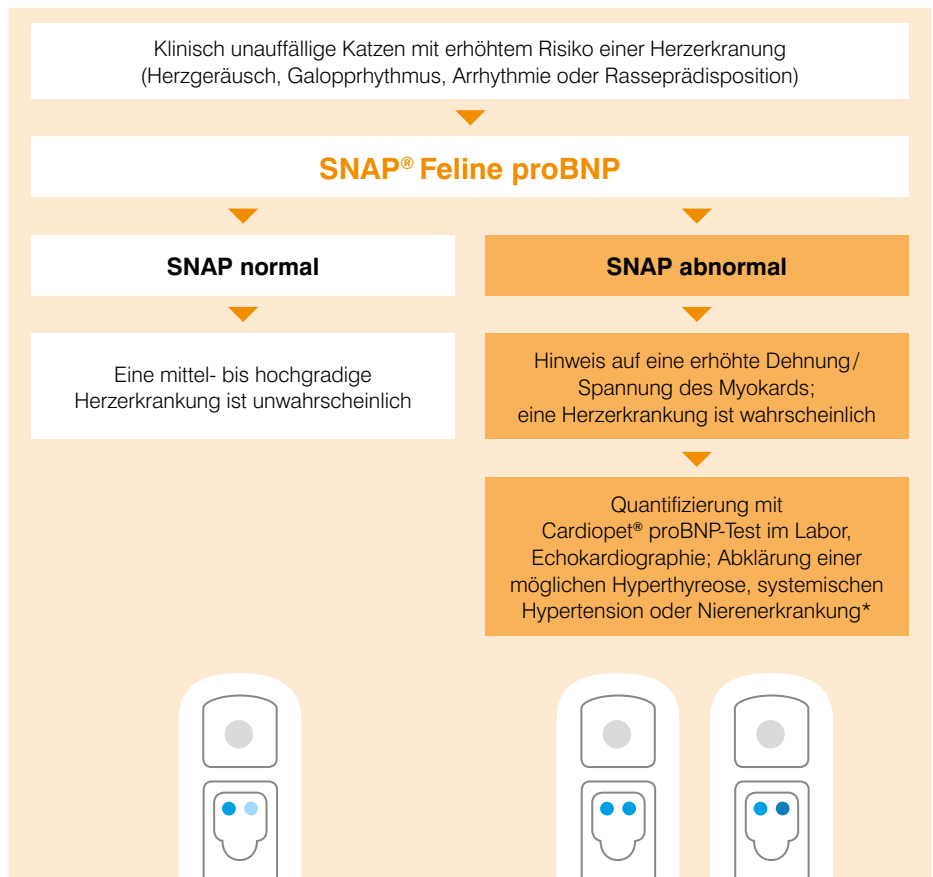 Klinisch unauffällige Katzen mit erhöhtem Risiko einer Herzerkranung
(Herzgeräusch, Galopprhythmus, Arrhythmie oder Rasseprädisposition)
SNAP® Feline proBNP
SNAP normal
SNAP abnormal
Eine mittel- bis hochgradige
Herzerkrankung ist unwahrscheinlich
Hinweis auf eine erhöhte Dehnung/
Spannung des Myokards;
eine Herzerkrankung ist wahrscheinlich
Quantifizierung mit
Cardiopet® proBNP-Test im Labor,
Echokardiographie; Abklärung einer
möglichen Hyperthyreose, systemischen
Hypertension oder Nierenerkrankung*